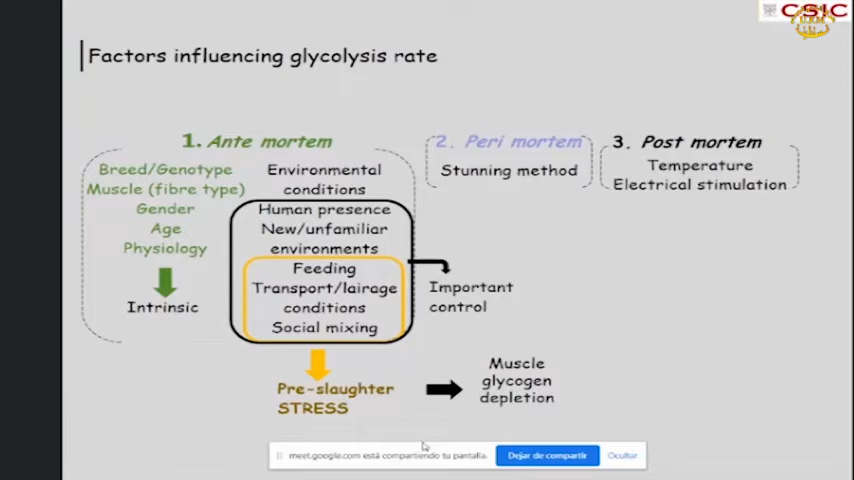 CSIC
Factors influencing glycolysis rate
1. Ante mortem
Breed/Genotype
Muscle (fibre type)
Gender
Age
Physiology
Intrinsic
Environmental
conditions
Human presence
New/unfamiliar
environments
Feeding
Transport/lairage
conditions
Social mixing
Important
control
Pre-slaughter
STRESS
Muscle
glycogen
depletion
2. Peri mortem
Stunning method
3. Post mortem
Temperature
Electrical stimulation
meet.google.com está compartiendo tu pantalla.
Dejar de compartir
Ocultar